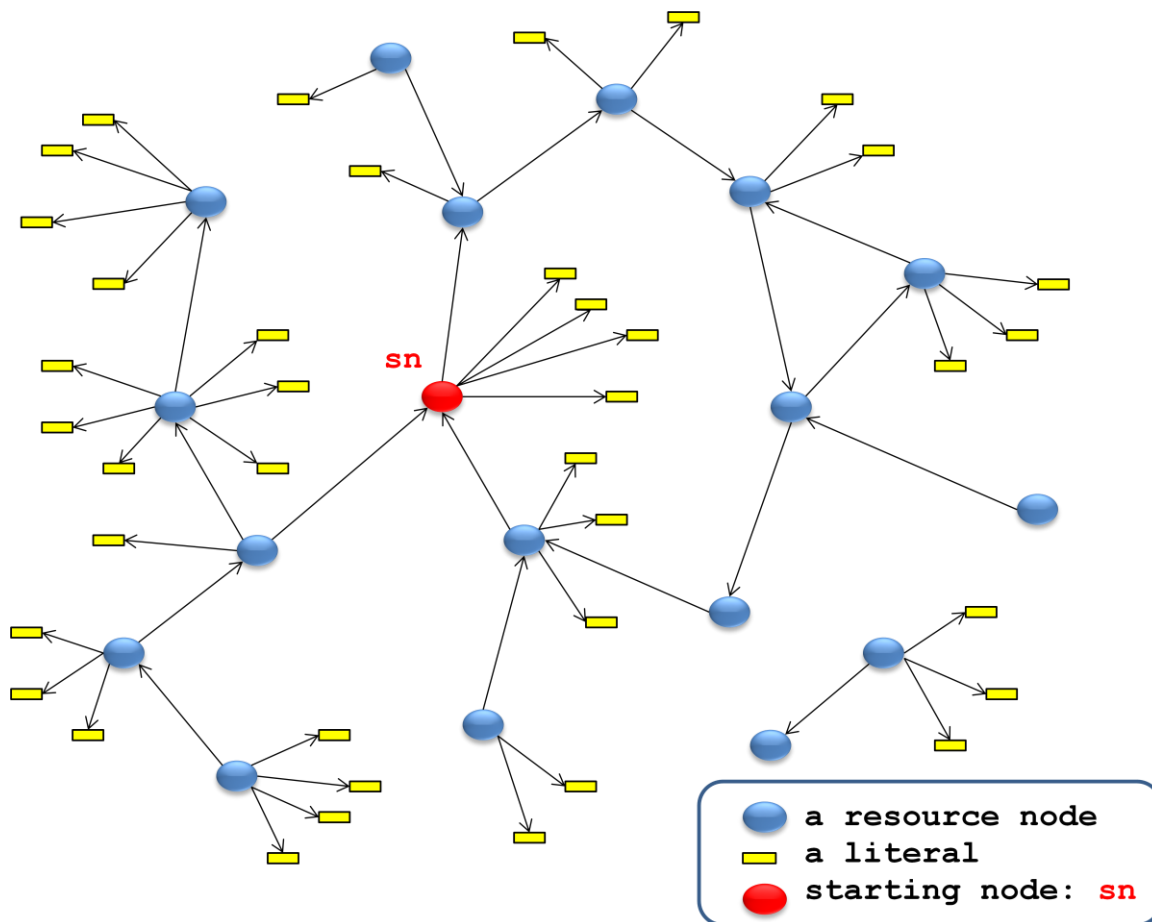 sn
a resource node
a literal
starting node: sn